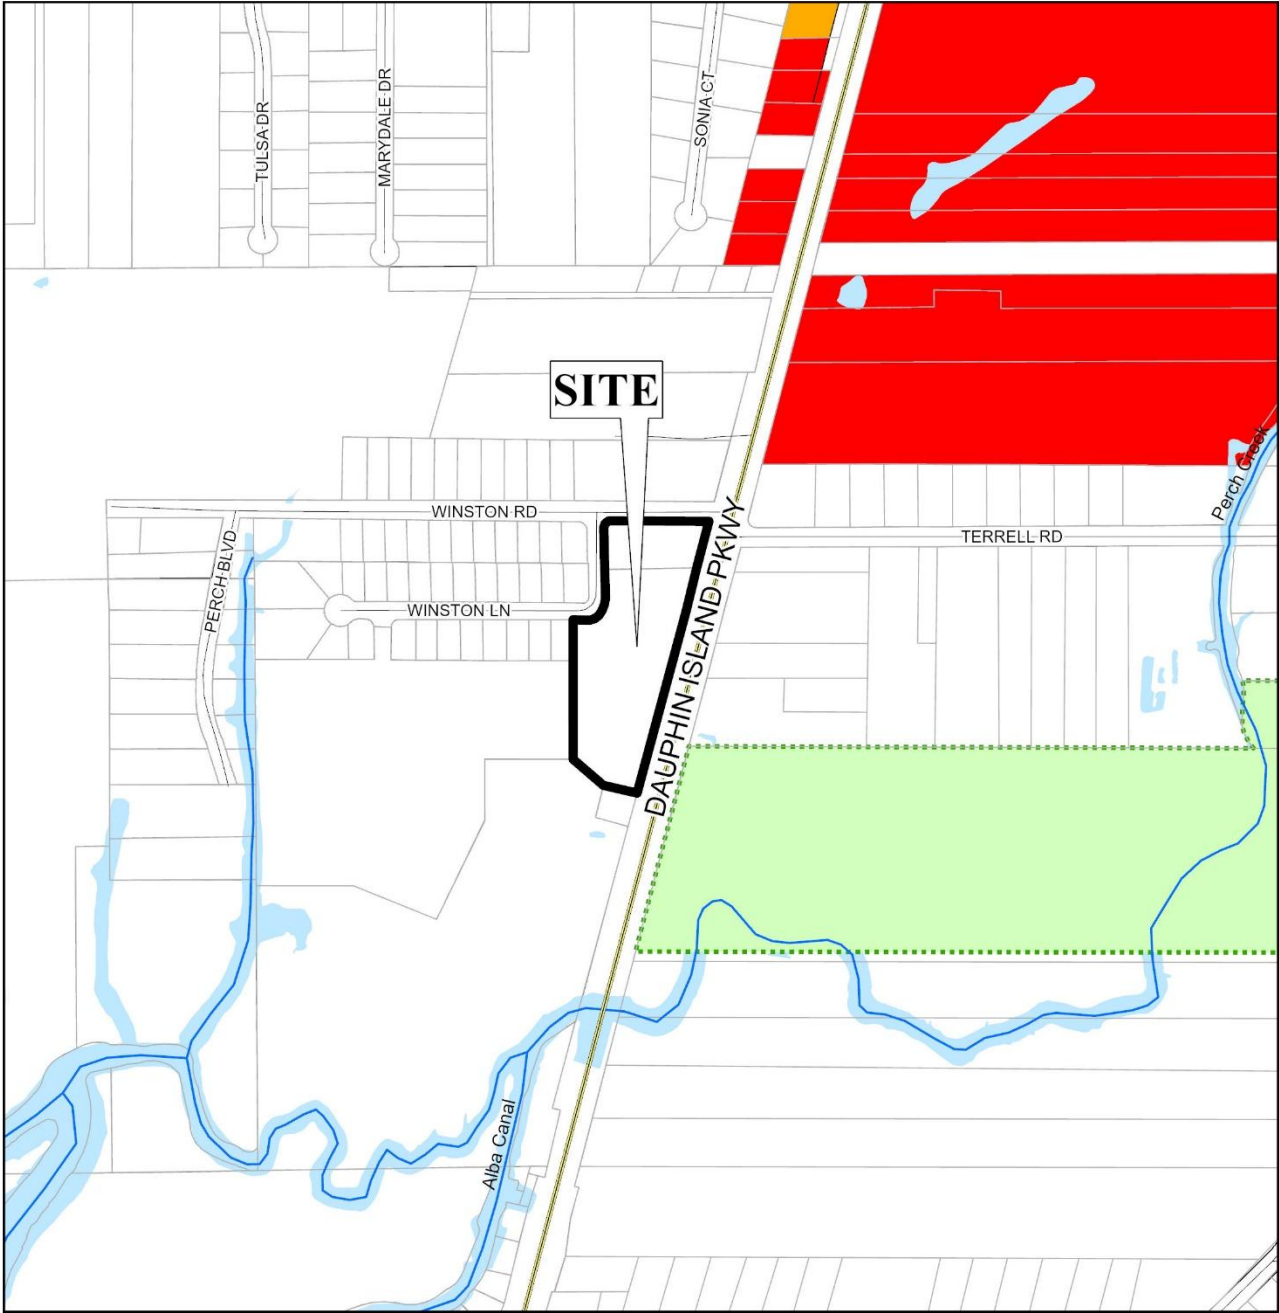 TULSA DR
MARYDALE DR
SONIA CT
SITE
Perch Creek
WINSTON RD
TERRELL RD
PERCH BLVD
WINSTON LN
DAUPHIN ISLAND PKWY
Alba Canal